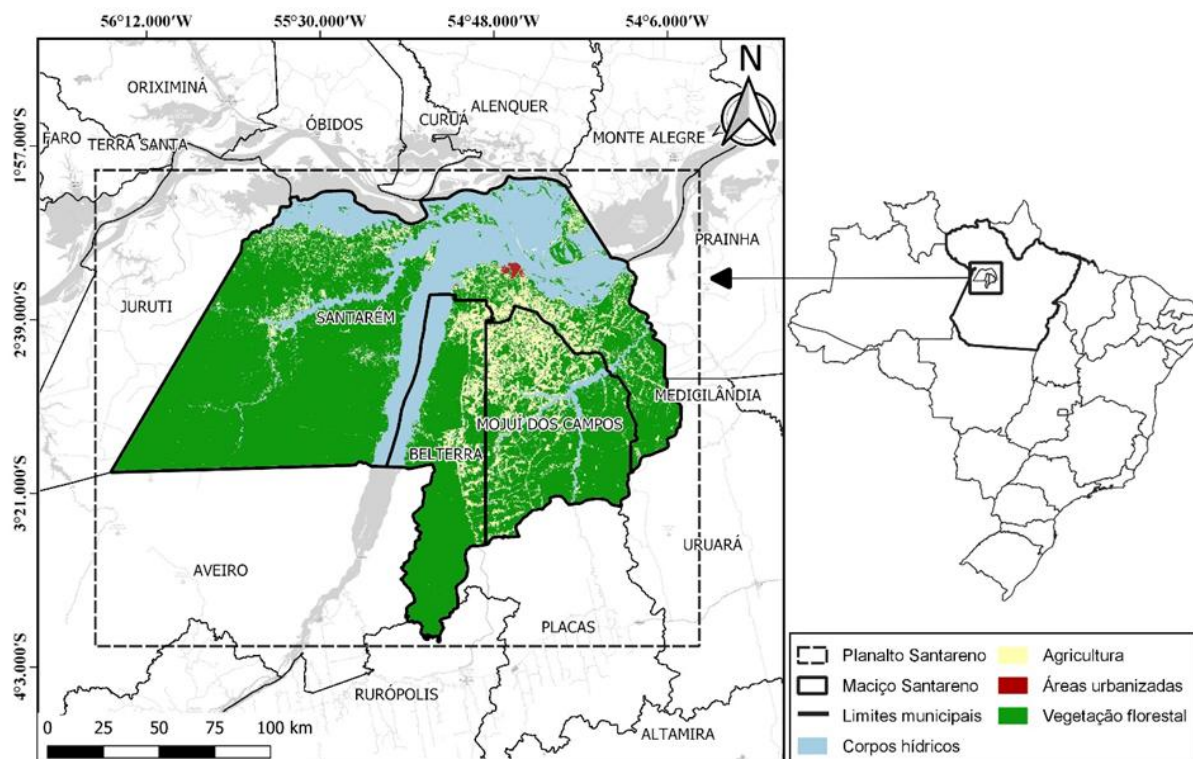 56°12.000'W 55°30.000'W 54°48.000'W 54°6.000'W
N
ORIXIMINÁ
ALENQUER
CURUÁ
ÓBIDOS
MONTE ALEGRE
FARO
TERRA SANTA
1°57.000'S
PRAINHA
JURUTI
SANTARÉM
2°39.000'S
MEDICILÂNDIA
MOJUÍ DOS CAMPOS
BELTERRA
3°21.000'S
URUARÁ
AVEIRO
PLACAS
4°3.000'S
RURÓPOLIS
ALTAMIRA
0 25 50 75 100 km
Planalto Santareno
Maciço Santareno
Limites municipais
Corpos hídricos
Agricultura
Áreas urbanizadas
Vegetação florestal